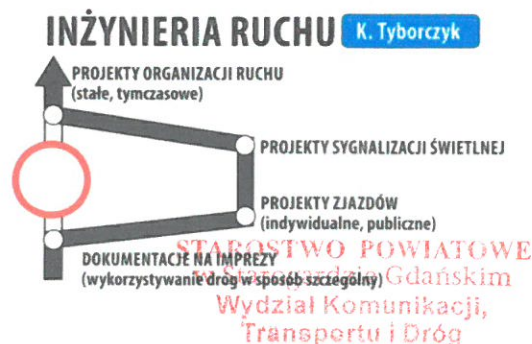 INŻYNIERIA RUCHU K. Tyborczyk
PROJEKTY ORGANIZACJI RUCHU
(stałe, tymczasowe)
PROJEKTY SYGNALIZACJI ŚWIETLNEJ
PROJEKTY ZJAZDÓW
(indywidualne, publiczne)
DOKUMENTACJE NA IMPREZY
(wykorzystywanie dróg w sposób szczególny)
STAROSTWO POWIATOWE
w Starogardzie Gdańskim
Wydział Komunikacji,
Transportu i Dróg